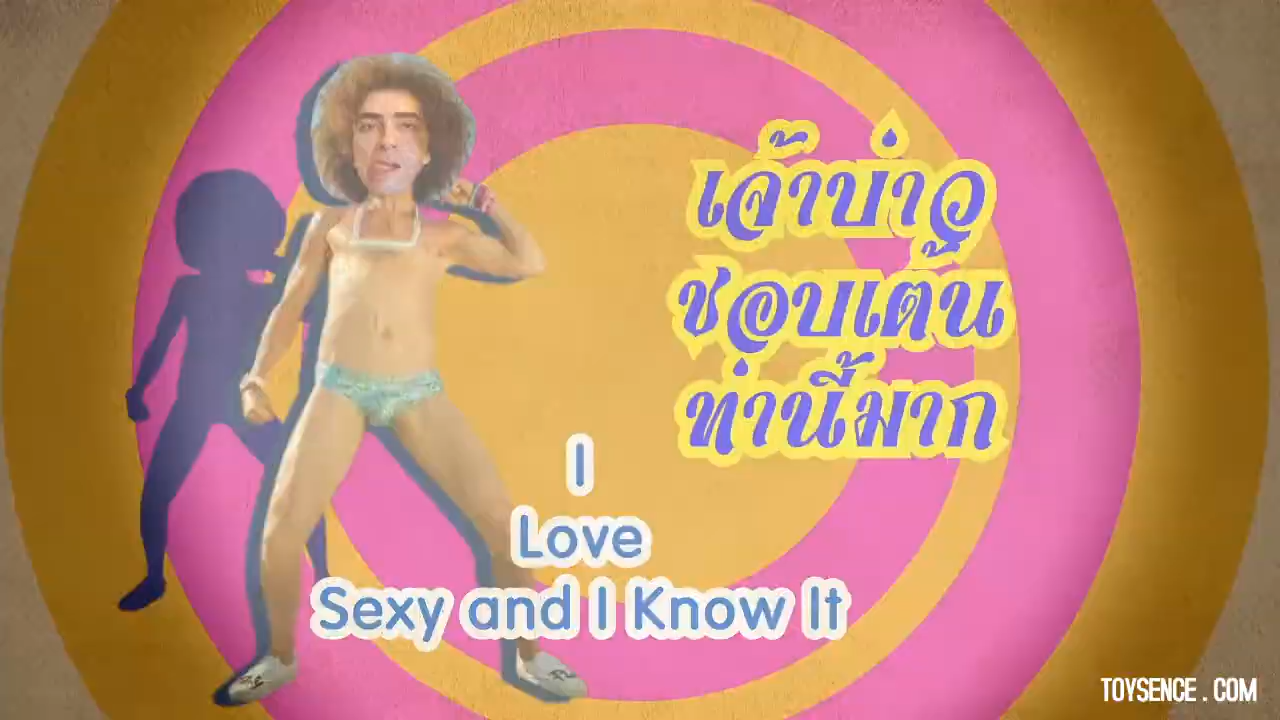 เจ้าบ่าว
ชอบเต้น
ท่านี้มาก
I
Love
Sexy and I Know It
TOYSENCE.COM